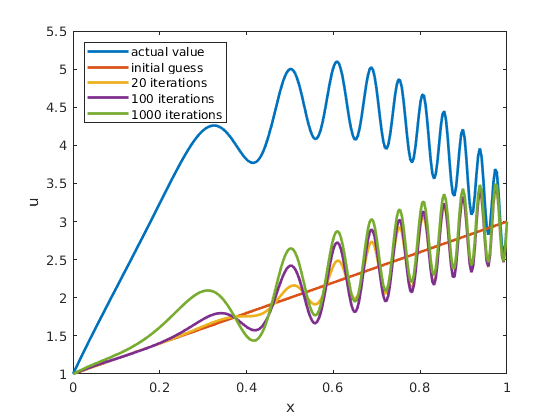 5.5
5
4.5
4
3.5
3
2.5
2
1.5
1
u
actual value
initial guess
20 iterations
100 iterations
1000 iterations
0
0.2
0.4
0.6
0.8
1
x